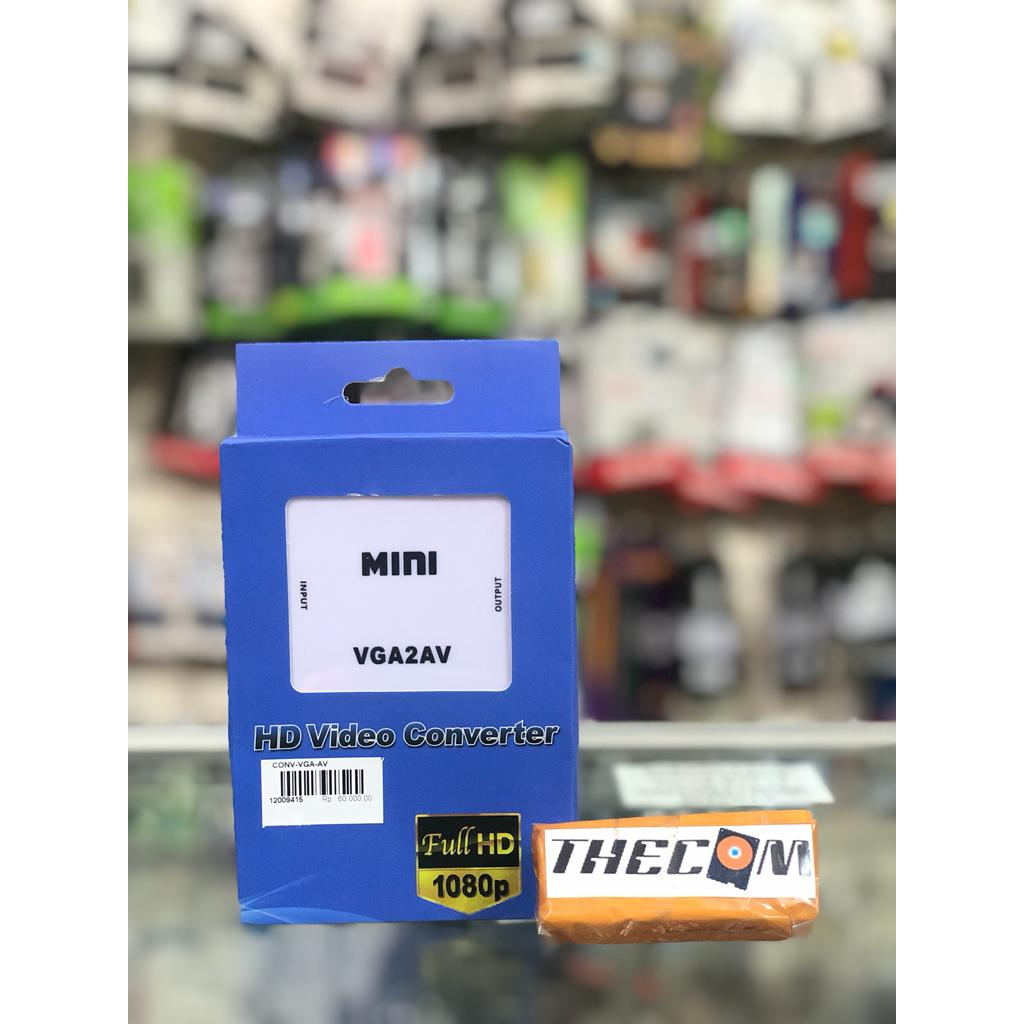 MINI
INPUT
OUTPUT
VGA2AV
HD Video Converter
CONV-VGA-AV
12009415 Rp 60.000,00
Full HD
1080p
THECOM